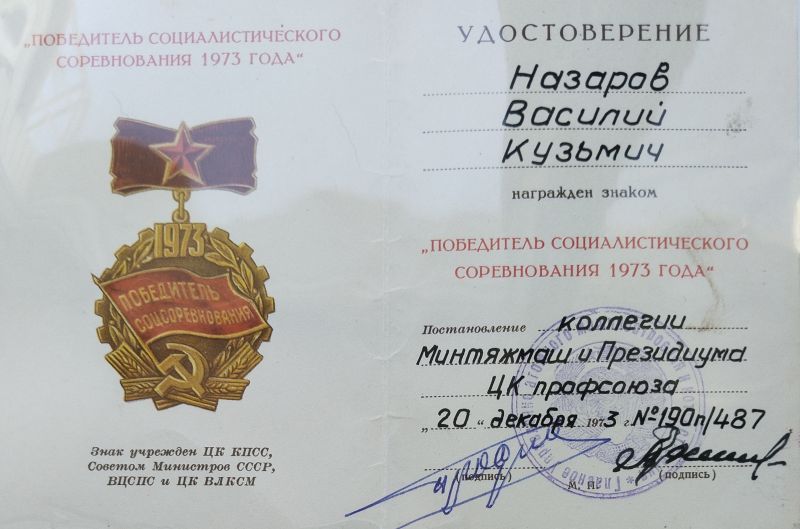 „ПОБЕДИТЕЛЬ СОЦИАЛИСТИЧЕСКОГО
СОРЕВНОВАНИЯ 1973 ГОДА“
1973
ПОБЕДИТЕЛЬ
СОЦСОРЕВНОВАНИЯ
Знак учрежден ЦК КПСС,
Советом Министров СССР,
ВЦСПС и ЦК ВЛКСМ
УДОСТОВЕРЕНИЕ
Назаров
Василий
Кузьмич
награжден знаком
„ПОБЕДИТЕЛЬ СОЦИАЛИСТИЧЕСКОГО
СОРЕВНОВАНИЯ 1973 ГОДА“
Постановление коллегии
Минтяжмаш и Президиума
ЦК профсоюза
„20“ декабря 1973 г. №190п/487
(подпись) М. П. (подпись)